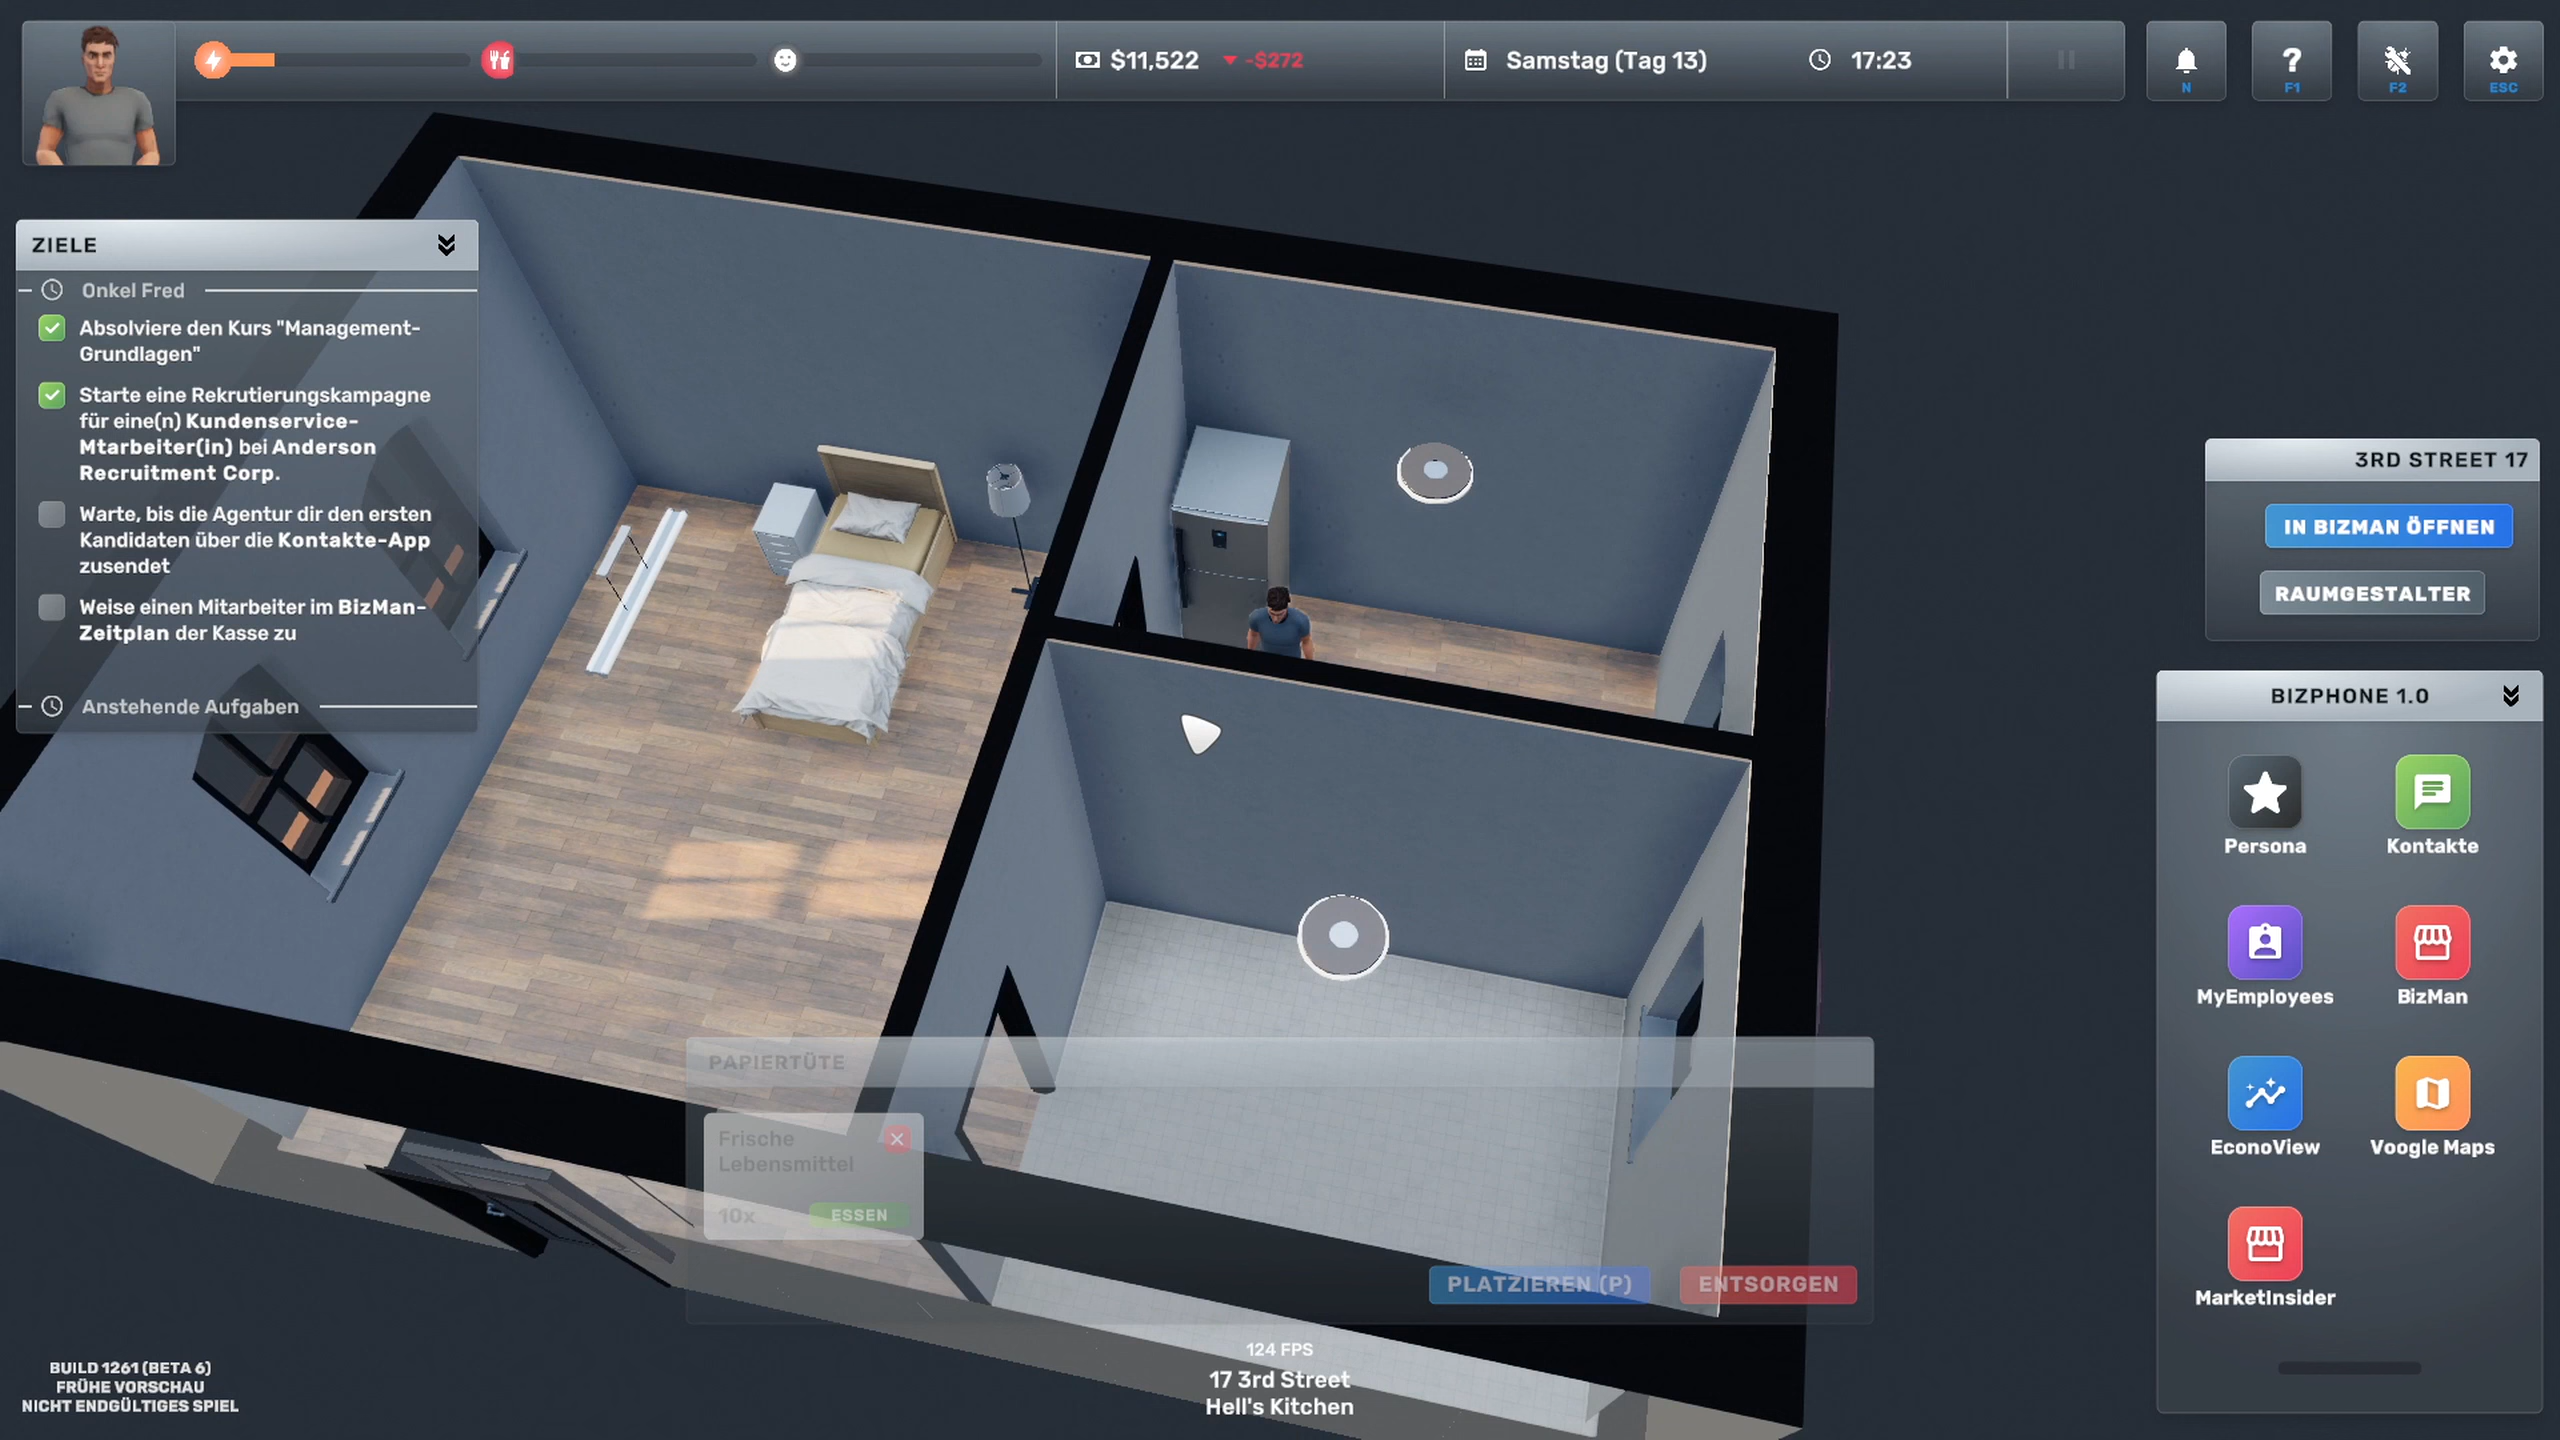 $11,522
-$272
Samstag (Tag 13)
17:23
N
F1
F2
ESC
ZIELE
Onkel Fred
Absolviere den Kurs "Management-
Grundlagen"
Starte eine Rekrutierungskampagne
für eine(n) Kundenservice-
Mtarbeiter(in) bei Anderson
Recruitment Corp.
Warte, bis die Agentur dir den ersten
Kandidaten über die Kontakte-App
zusendet
Weise einen Mitarbeiter im BizMan-
Zeitplan der Kasse zu
Anstehende Aufgaben
3RD STREET 17
IN BIZMAN ÖFFNEN
RAUMGESTALTER
BIZPHONE 1.0
Persona
Kontakte
MyEmployees
BizMan
EconoView
Voogle Maps
MarketInsider
PAPIERTÜTE
Frische
Lebensmittel
10x
ESSEN
PLATZIEREN (P)
ENTSORGEN
124 FPS
17 3rd Street
Hell's Kitchen
BUILD 1261 (BETA 6)
FRÜHE VORSCHAU
NICHT ENDGÜLTIGES SPIEL